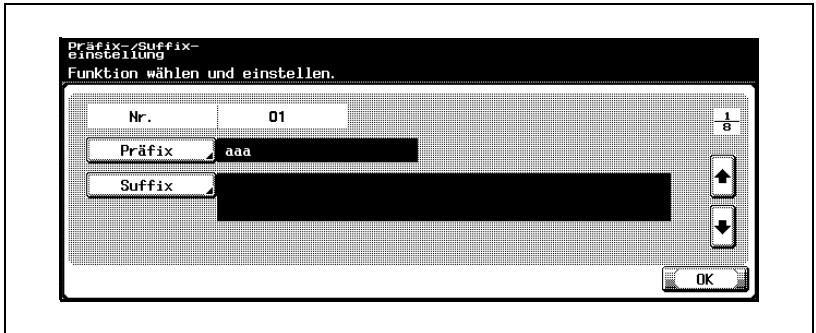 Präfix-/Suffix-
einstellung
Funktion wählen und einstellen.
Nr. 01
1
8
Präfix aaa
Suffix
OK